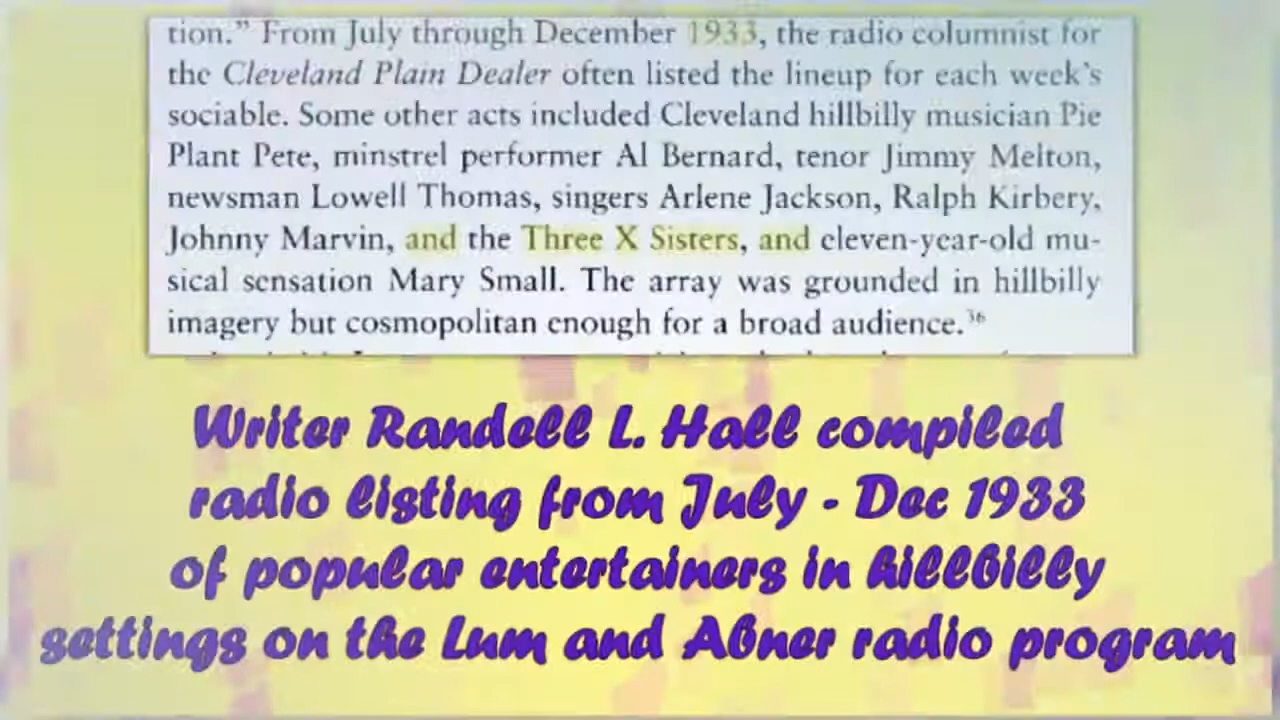 tion.” From July through December 1933, the radio columnist for
the Cleveland Plain Dealer often listed the lineup for each week’s
sociable. Some other acts included Cleveland hillbilly musician Pie
Plant Pete, minstrel performer Al Bernard, tenor Jimmy Melton,
newsman Lowell Thomas, singers Arlene Jackson, Ralph Kirbery,
Johnny Marvin, and the Three X Sisters, and eleven-year-old mu-
sical sensation Mary Small. The array was grounded in hillbilly
imagery but cosmopolitan enough for a broad audience.36
Writer Randell L. Hall compiled
radio listing from July - Dec 1933
of popular entertainers in hillbilly
settings on the Lum and Abner radio program